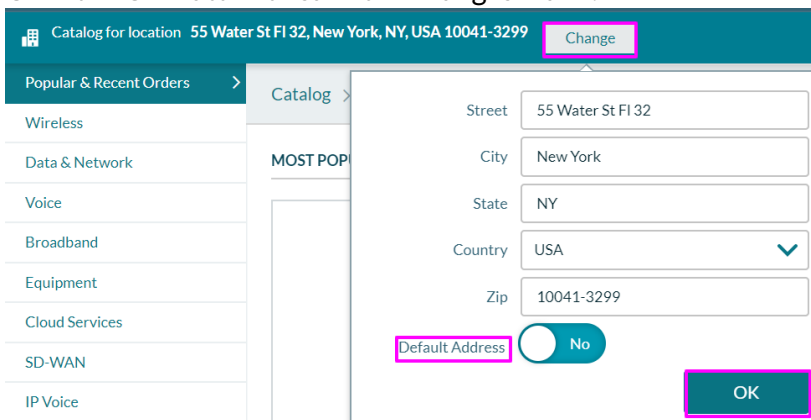 Catalog for location 55 Water St Fl 32, New York, NY, USA 10041-3299 Change
Popular & Recent Orders
Wireless
Data & Network
Voice
Broadband
Equipment
Cloud Services
SD-WAN
IP Voice
Catalog
MOST POP
Street 55 Water St Fl 32
City New York
State NY
Country USA
Zip 10041-3299
Default Address No
OK